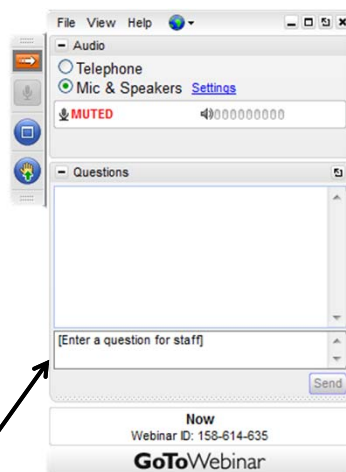 File View Help
Audio
Telephone
Mic & Speakers Settings
MUTED 000000000
Questions
[Enter a question for staff]
Send
Now
Webinar ID: 158-614-635
GoToWebinar